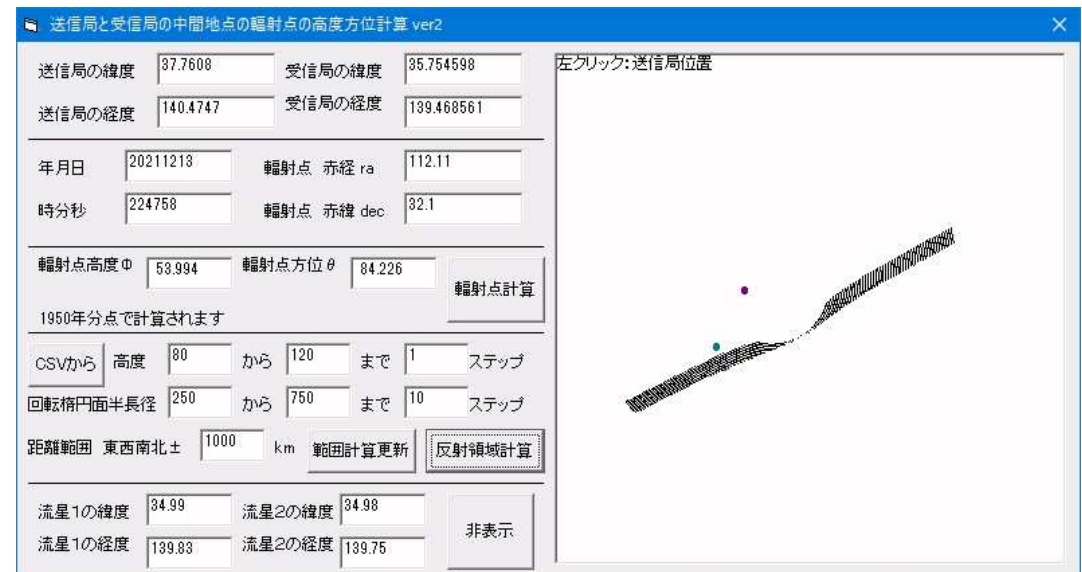 送信局と受信局の中間地点の輻射点の高度方位計算 ver2
送信局の緯度 37.7608 受信局の緯度 35.754598
送信局の経度 140.4747 受信局の経度 139.468561
年月日 20211213 輻射点 赤経 ra 112.11
時分秒 224758 輻射点 赤緯 dec 32.1
輻射点高度Φ 53.994 輻射点方位θ 84.226 輻射点計算
1950年分点で計算されます
CSVから 高度 80 から 120 まで 1 ステップ
回転楕円面半長径 250 から 750 まで 10 ステップ
距離範囲 東西南北± 1000 km 範囲計算更新 反射領域計算
流星1の緯度 34.99 流星2の緯度 34.98 非表示
流星1の経度 139.83 流星2の経度 139.75
左クリック:送信局位置